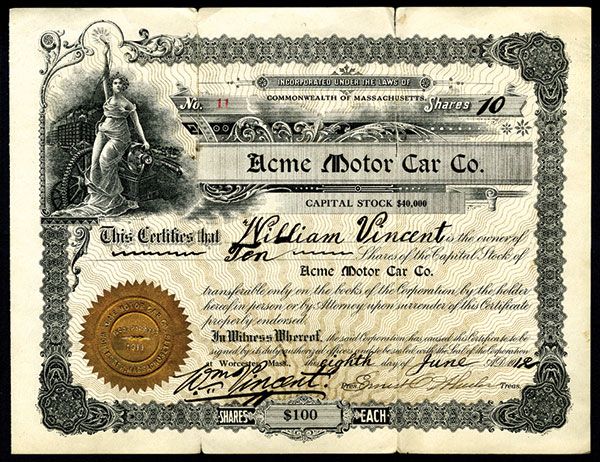 INCORPORATED UNDER THE LAWS OF
COMMONWEALTH OF MASSACHUSETTS
No. 11
Shares 10
Acme Motor Car Co.
CAPITAL STOCK $40,000
This Certifies that William Vincent is the owner of
Ten Shares of the Capital Stock of
Acme Motor Car Co.
transferable only on the books of the Corporation by the holder
hereof in person or by Attorney upon surrender of this Certificate
properly endorsed.
In Witness Whereof, the said Corporation has caused this Certificate to be
signed by its duly authorized officers and to be sealed with the Seal of the Corporation
at Worcester, Mass., this Eighth day of June A.D. 1912
Wm Vincent Pres. Treas.
SHARES $100 EACH